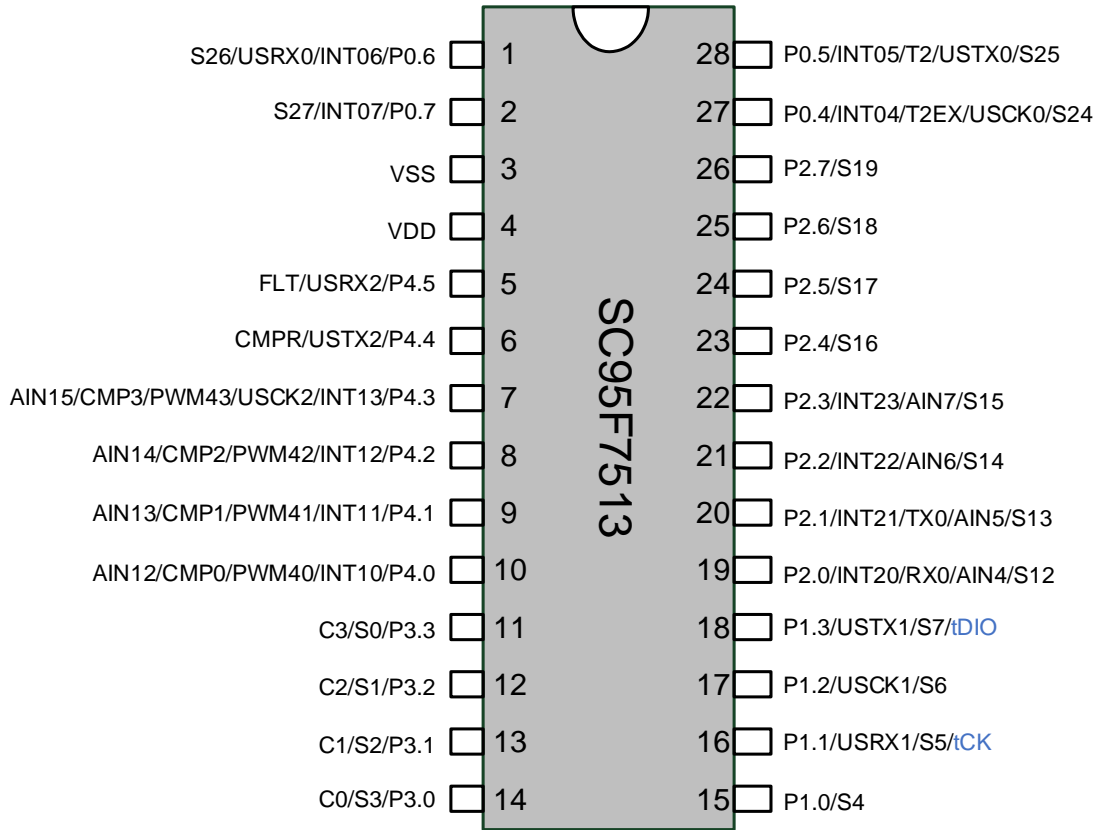 S26/USRX0/INT06/P0.6 1 28 P0.5/INT05/T2/USTX0/S25
S27/INT07/P0.7 2 27 P0.4/INT04/T2EX/USCK0/S24
VSS 3 26 P2.7/S19
VDD 4 25 P2.6/S18
FLT/USRX2/P4.5 5 24 P2.5/S17
CMPR/USTX2/P4.4 6 23 P2.4/S16
AIN15/CMP3/PWM43/USCK2/INT13/P4.3 7 22 P2.3/INT23/AIN7/S15
AIN14/CMP2/PWM42/INT12/P4.2 8 21 P2.2/INT22/AIN6/S14
AIN13/CMP1/PWM41/INT11/P4.1 9 20 P2.1/INT21/TX0/AIN5/S13
AIN12/CMP0/PWM40/INT10/P4.0 10 19 P2.0/INT20/RX0/AIN4/S12
C3/S0/P3.3 11 18 P1.3/USTX1/S7/tDIO
C2/S1/P3.2 12 17 P1.2/USCK1/S6
C1/S2/P3.1 13 16 P1.1/USRX1/S5/tCK
C0/S3/P3.0 14 15 P1.0/S4
SC95F7513